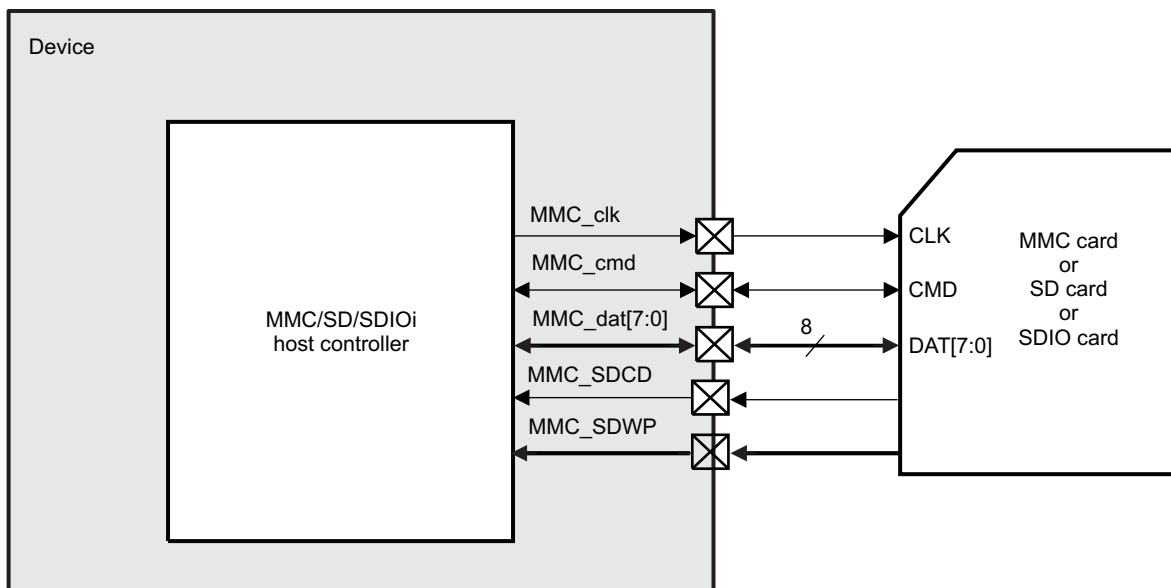 Device
MMC/SD/SDIOi
host controller
MMC_clk
MMC_cmd
MMC_dat[7:0]
MMC_SDCD
MMC_SDWP
8
CLK
CMD
DAT[7:0]
MMC card
or
SD card
or
SDIO card